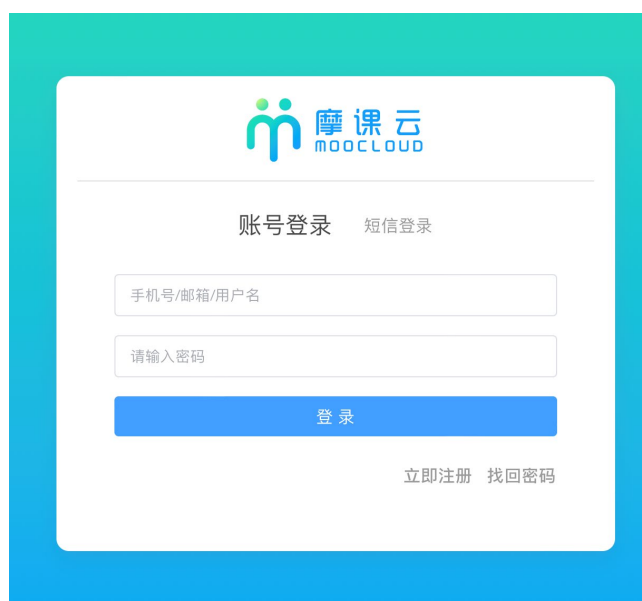 摩课云
MOOCLOUD
账号登录 短信登录
手机号/邮箱/用户名
请输入密码
登录
立即注册 找回密码